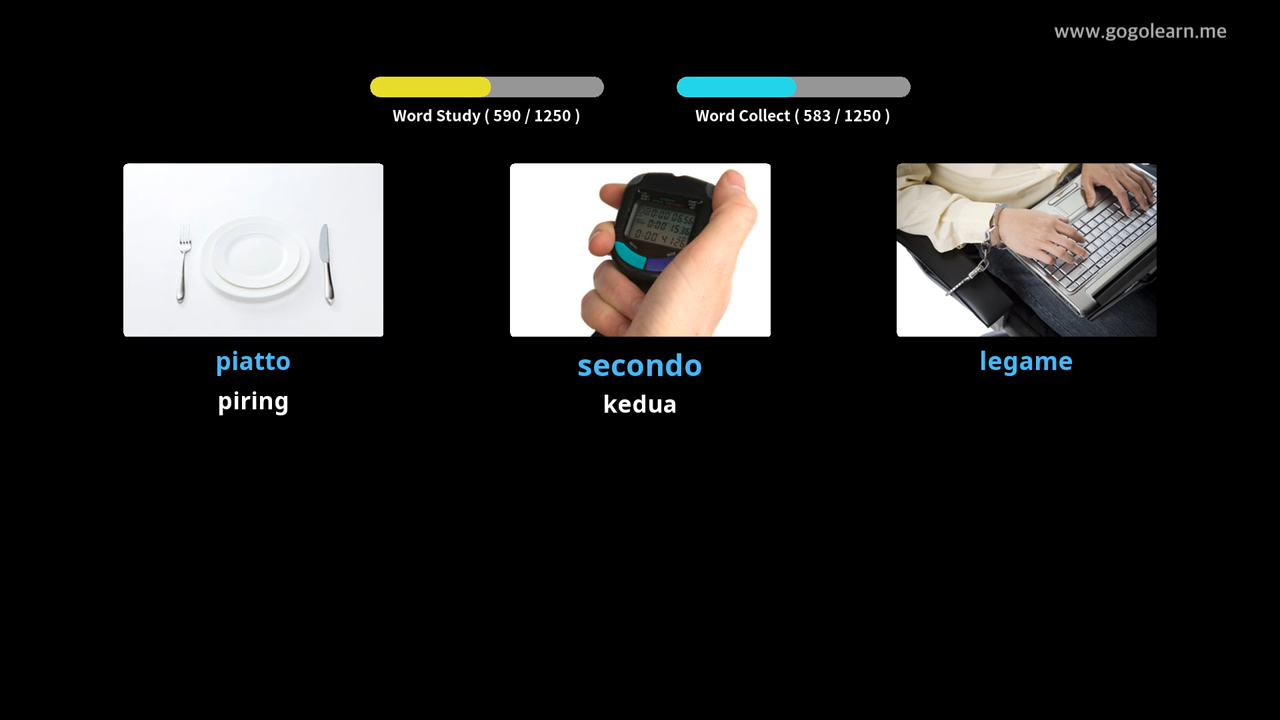 www.gogolearn.me
Word Study ( 590 / 1250 )
Word Collect ( 583 / 1250 )
piatto
piring
secondo
kedua
legame